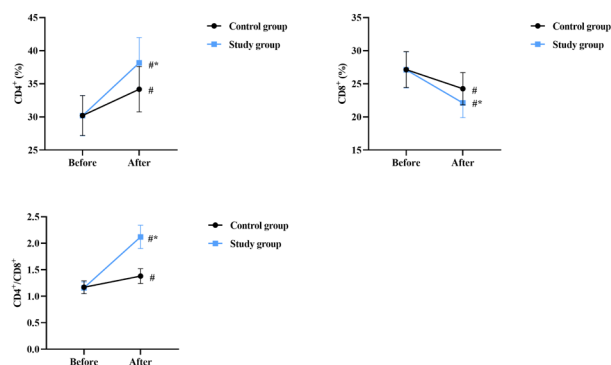 CD4+ (%)
45
40
35
30
25
Before
After
#*
#
Control group
Study group
CD8+ (%)
35
30
25
20
15
Before
After
#
#*
Control group
Study group
CD4+/CD8+
2.5
2.0
1.5
1.0
0.5
0.0
Before
After
#*
#
Control group
Study group